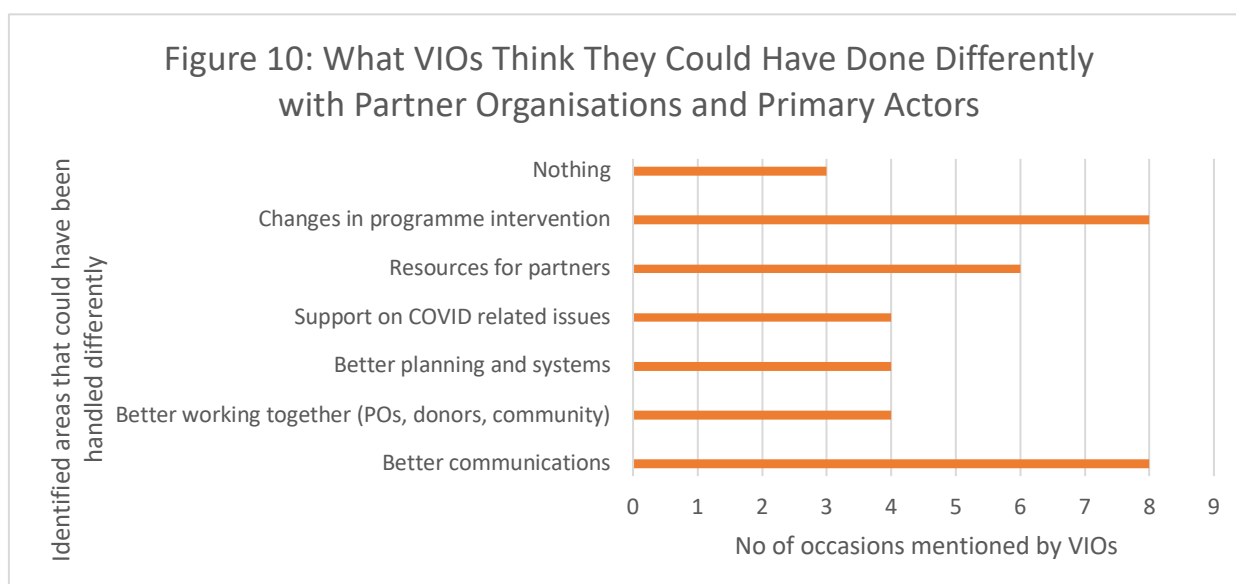 Figure 10: What VIOs Think They Could Have Done Differently
with Partner Organisations and Primary Actors
Identified areas that could have been
handled differently
Nothing
Changes in programme intervention
Resources for partners
Support on COVID related issues
Better planning and systems
Better working together (POs, donors, community)
Better communications
0 1 2 3 4 5 6 7 8 9
No of occasions mentioned by VIOs